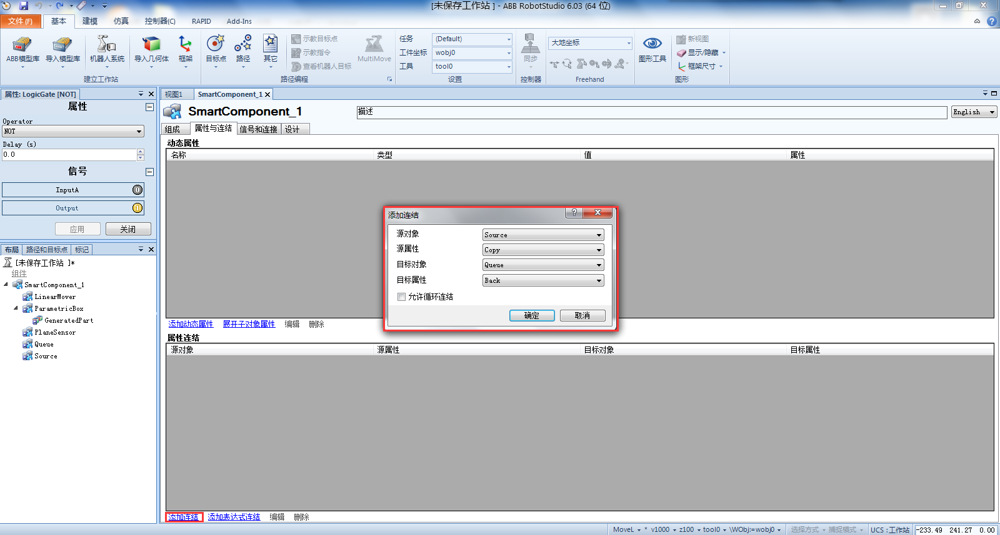 [未保存工作站 ] - ABB RobotStudio 6.03 (64 位)
文件(F) 基本 建模 仿真 控制器(C) RAPID Add-Ins
ABB模型库 导入模型库 机器人系统 导入几何体 框架
建立工作站
目标点 路径 其它
示教目标点
示教指令
查看机器人目标
MultiMove
路径编程
任务 (Default)
工件坐标 wobj0
工具 tool0
设置
同步
控制器
大地坐标
Freehand
图形工具
新视图
显示/隐藏
框架尺寸
图形
属性: LogicGate [NOT]
属性
Operator
NOT
Delay (s)
0.0
信号
InputA 0
Output 1
应用 关闭
布局 路径和目标点 标记
[未保存工作站 ]*
组件
SmartComponent_1
LinearMover
ParametricBox
GeneratedPart
PlaneSensor
Queue
Source
视图1 SmartComponent_1
SmartComponent_1 描述 English
组成 属性与连结 信号和连接 设计
动态属性
名称 类型 值 属性
添加动态属性 展开子对象属性 编辑 删除
属性连结
源对象 源属性 目标对象 目标属性
添加连结 添加表达式连结 编辑 删除
添加连结
源对象 Source
源属性 Copy
目标对象 Queue
目标属性 Back
允许循环连结
确定 取消
MoveL * v1000 z100 tool0 \WObj:=wobj0 选择方式 捕捉模式 UCS :工作站 -233.49 241.27 0.00